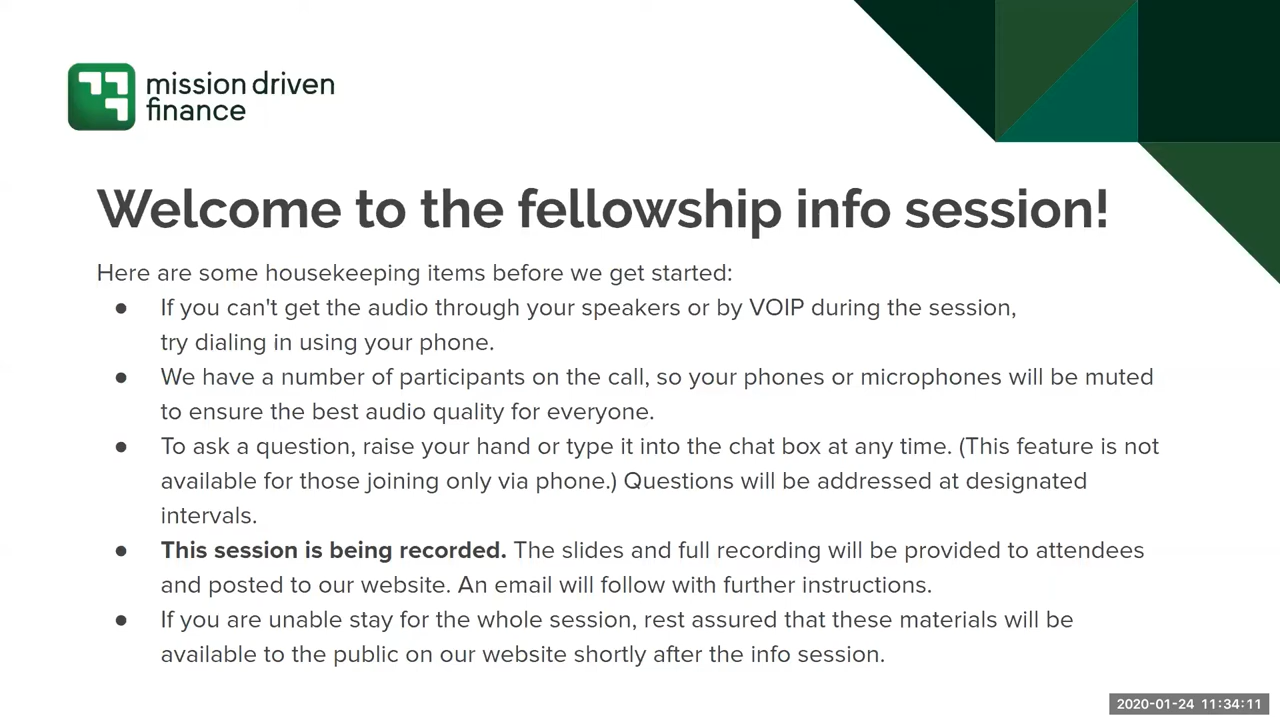 mission driven
finance
Welcome to the fellowship info session!
Here are some housekeeping items before we get started:
● If you can't get the audio through your speakers or by VOIP during the session,
try dialing in using your phone.
● We have a number of participants on the call, so your phones or microphones will be muted
to ensure the best audio quality for everyone.
● To ask a question, raise your hand or type it into the chat box at any time. (This feature is not
available for those joining only via phone.) Questions will be addressed at designated
intervals.
● This session is being recorded. The slides and full recording will be provided to attendees
and posted to our website. An email will follow with further instructions.
● If you are unable stay for the whole session, rest assured that these materials will be
available to the public on our website shortly after the info session.
2020-01-24 11:34:11